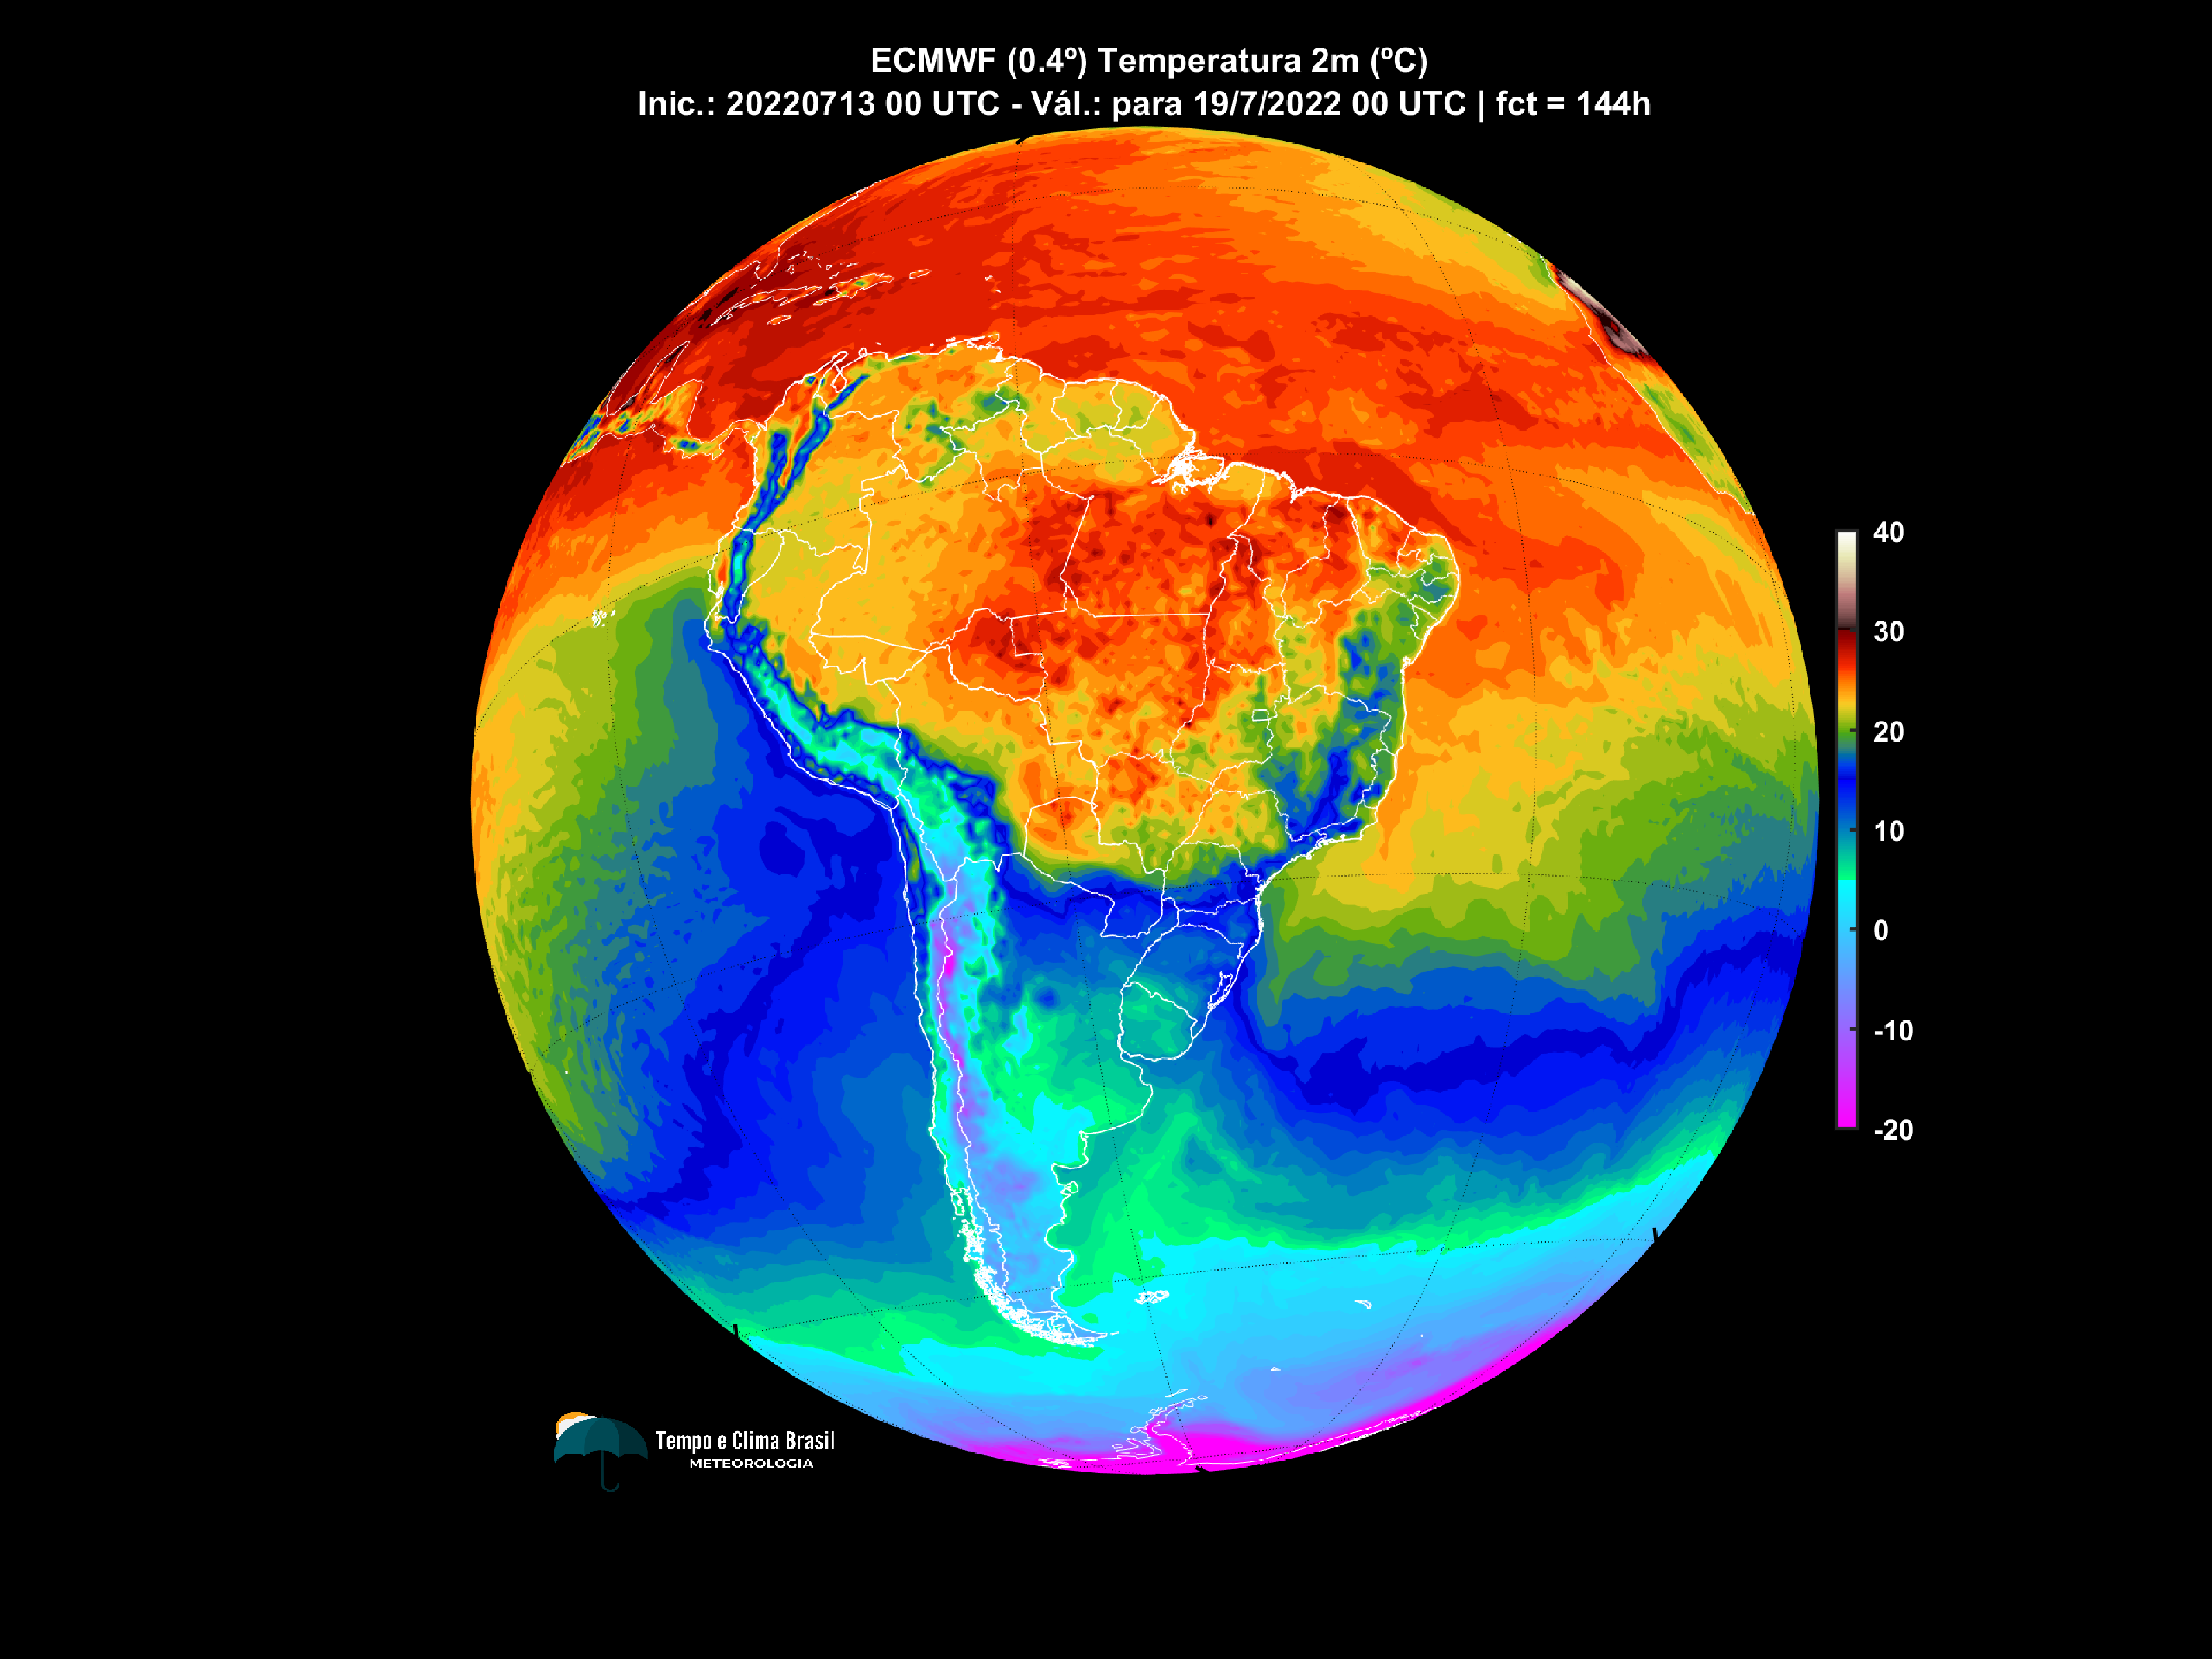 ECMWF (0.4º) Temperatura 2m (ºC)
Inic.: 20220713 00 UTC - Vál.: para 19/7/2022 00 UTC | fct = 144h
40
30
20
10
0
-10
-20
Tempo e Clima Brasil
METEOROLOGIA